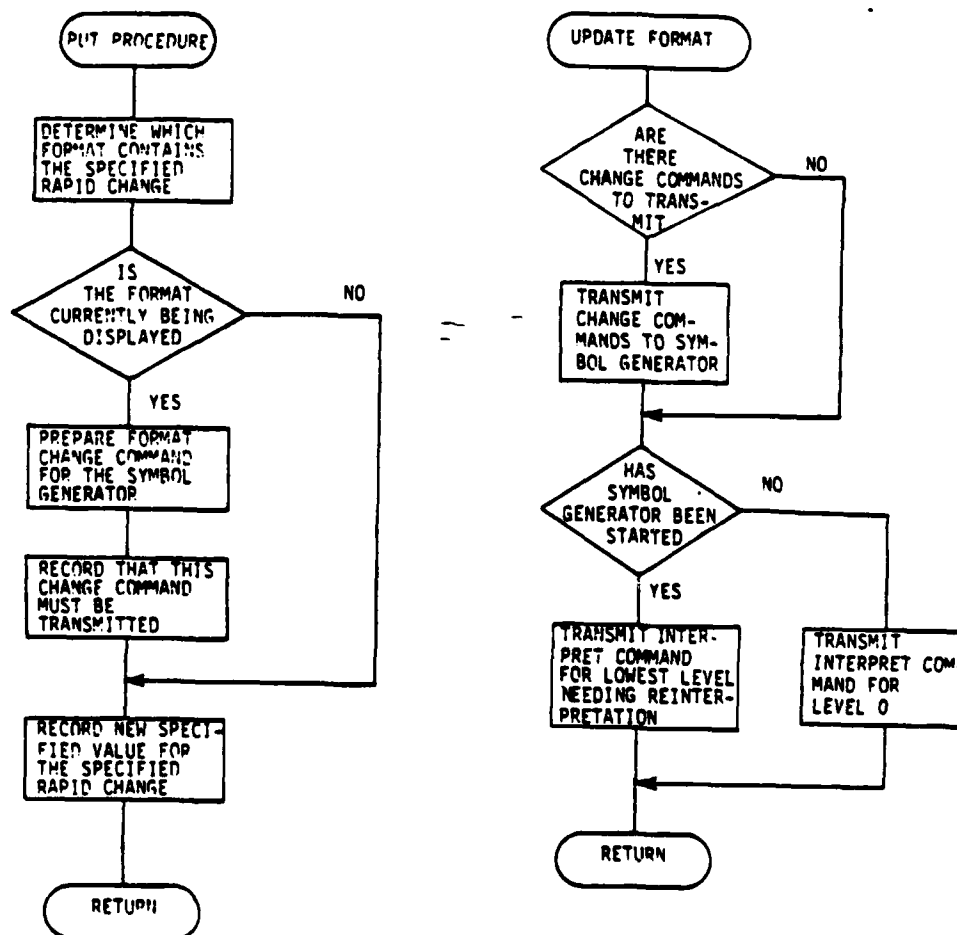 PUT PROCEDURE
DETERMINE WHICH
FORMAT CONTAINS
THE SPECIFIED
RAPID CHANGE
IS
THE FORMAT
CURRENTLY BEING
DISPLAYED
NO
YES
PREPARE FORMAT
CHANGE COMMAND
FOR THE SYMBOL
GENERATOR
RECORD THAT THIS
CHANGE COMMAND
MUST BE
TRANSMITTED
RECORD NEW SPECI-
FIED VALUE FOR
THE SPECIFIED
RAPID CHANGE
RETURN
UPDATE FORMAT
ARE
THERE
CHANGE COMMANDS
TO TRANS-
MIT
NO
YES
TRANSMIT
CHANGE COM-
MANDS TO SYM-
BOL GENERATOR
HAS
SYMBOL
GENERATOR BEEN
STARTED
NO
YES
TRANSMIT INTER-
PRET COMMAND
FOR LOWEST LEVEL
NEEDING REINTER-
PRETATION
TRANSMIT
INTERPRET COM
MAND FOR
LEVEL 0
RETURN